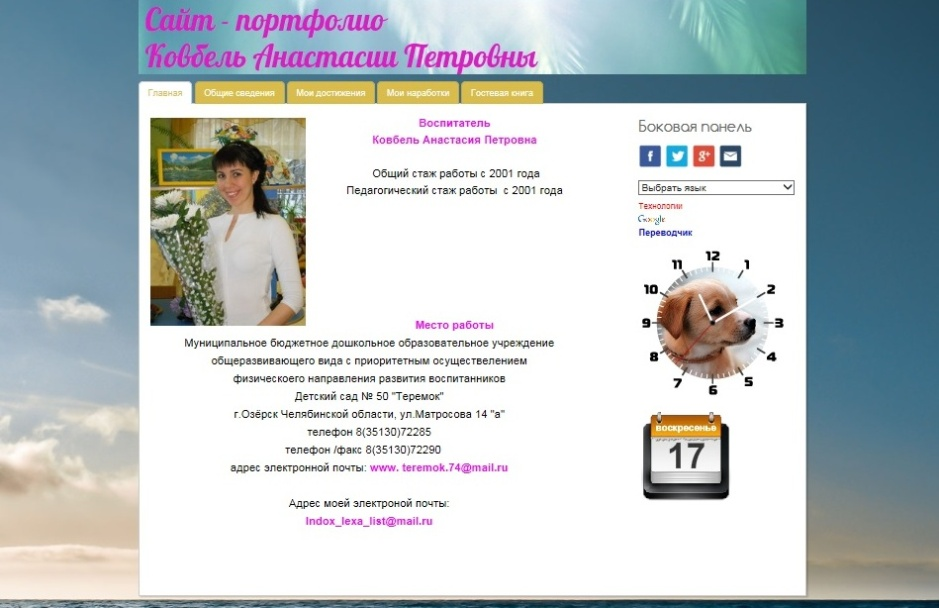 Сайт - портфолио
Ковбель Анастасии Петровны
Главная
Общие сведения
Мои достижения
Мои наработки
Гостевая книга
Воспитатель
Ковбель Анастасия Петровна
Общий стаж работы с 2001 года
Педагогический стаж работы с 2001 года
Место работы
Муниципальное бюджетное дошкольное образовательное учреждение
общеразвивающего вида с приоритетным осуществелением
физическоего направления развития воспитанников
Детский сад № 50 "Теремок"
г.Озёрск Челябинской области, ул.Матросова 14 "а"
телефон 8(35130)72285
телефон /факс 8(35130)72290
адрес электронной почты: www. teremok.74@mail.ru
Адрес моей электроной почты:
Indox_lexa_list@mail.ru
Боковая панель
f
g+
Выбрать язык
Технологии
Google
Переводчик
12
1
2
3
4
5
6
7
8
9
10
11
воскресенье
17